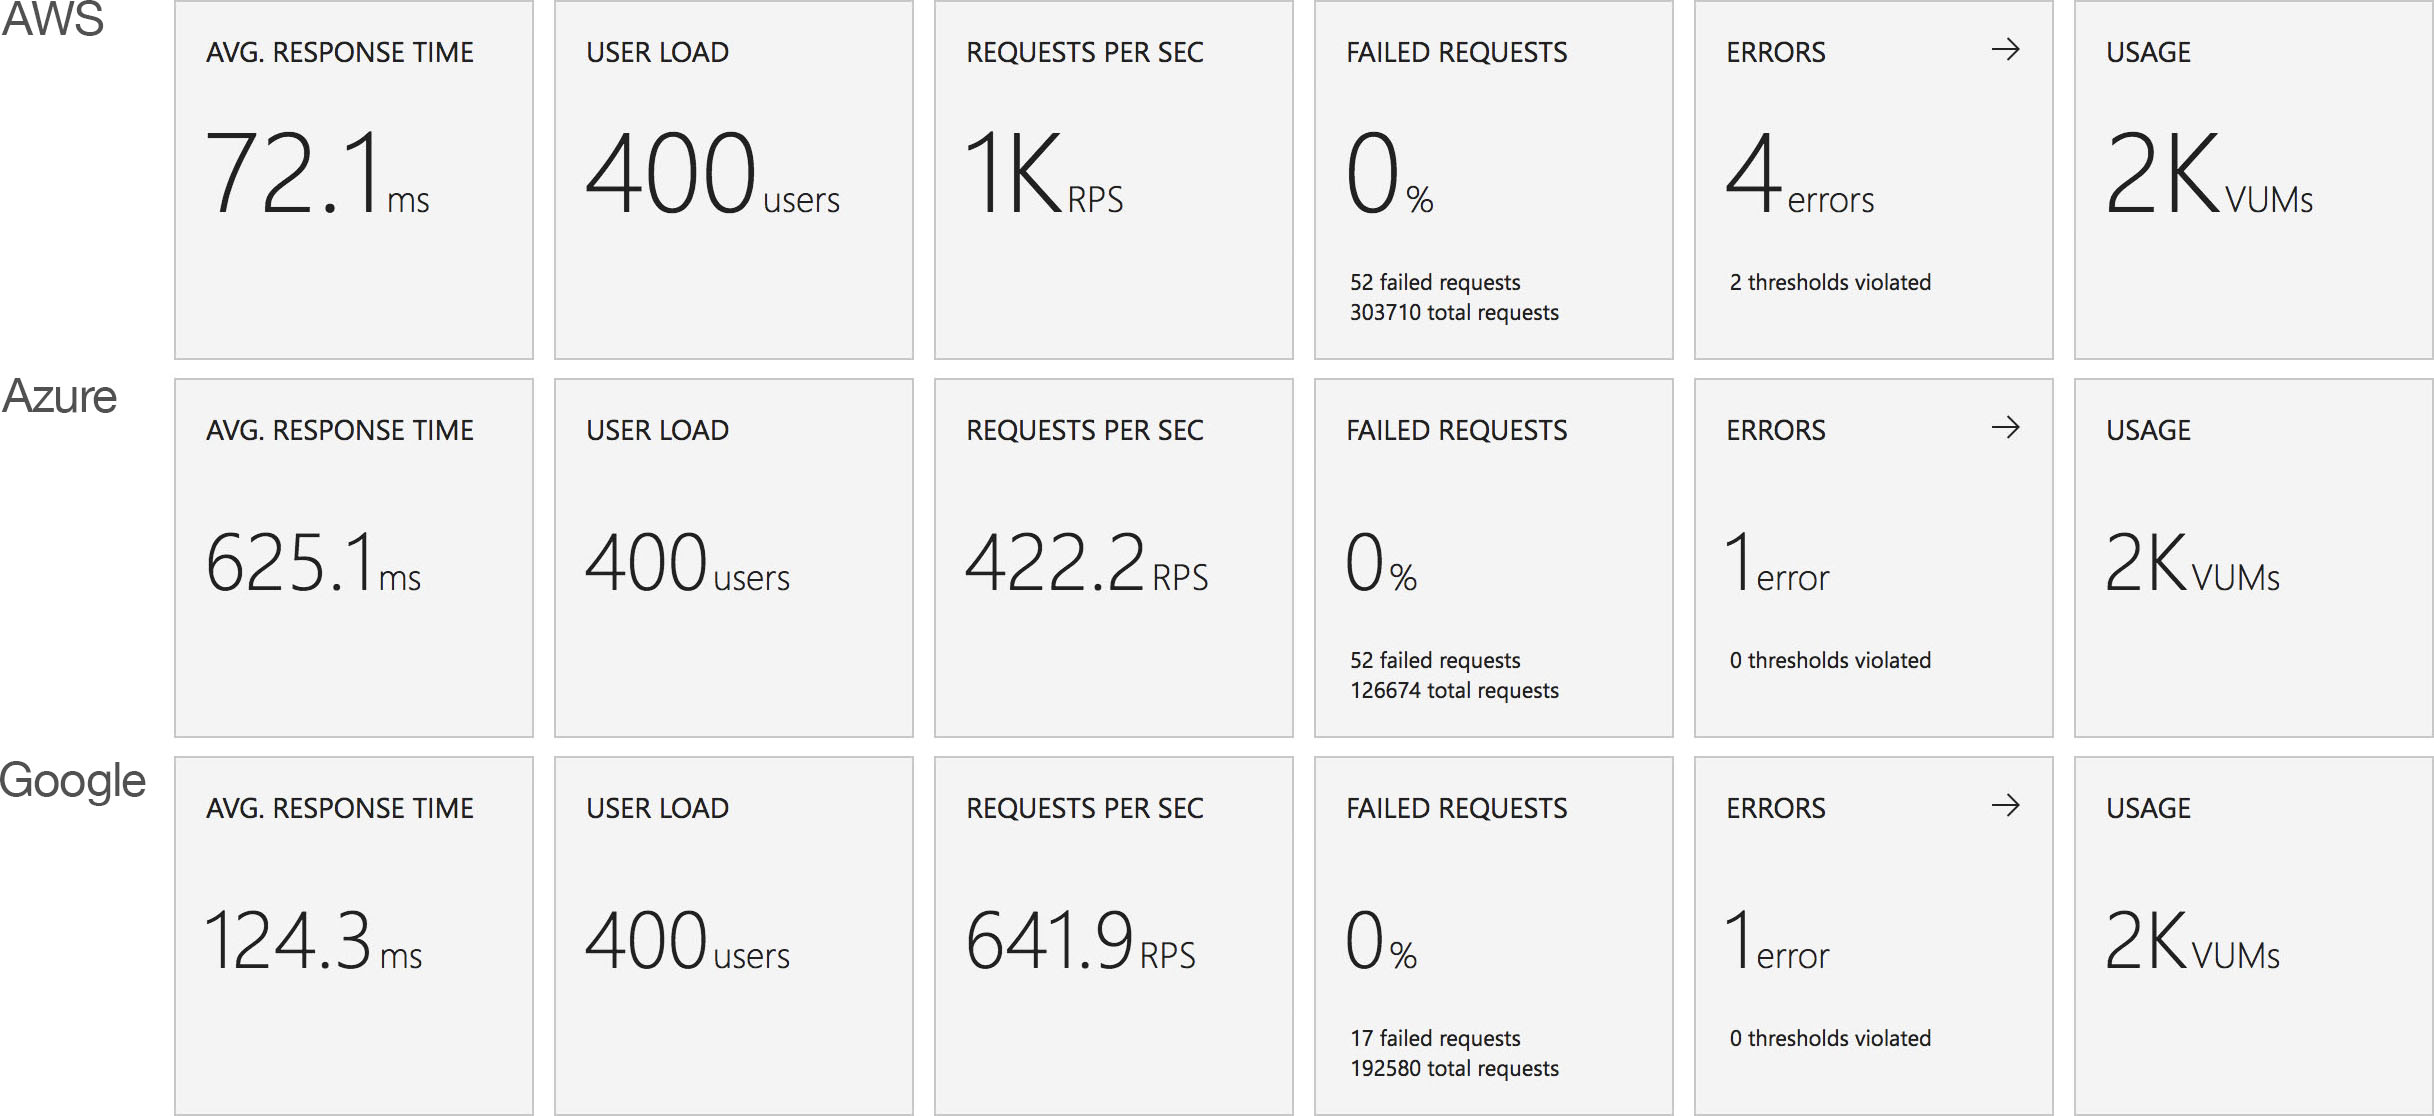 AWS
AVG. RESPONSE TIME
72.1 ms
USER LOAD
400 users
REQUESTS PER SEC
1K RPS
FAILED REQUESTS
0 %
52 failed requests
303710 total requests
ERRORS →
4 errors
2 thresholds violated
USAGE
2K VUMs
Azure
AVG. RESPONSE TIME
625.1 ms
USER LOAD
400 users
REQUESTS PER SEC
422.2 RPS
FAILED REQUESTS
0 %
52 failed requests
126674 total requests
ERRORS →
1 error
0 thresholds violated
USAGE
2K VUMs
Google
AVG. RESPONSE TIME
124.3 ms
USER LOAD
400 users
REQUESTS PER SEC
641.9 RPS
FAILED REQUESTS
0 %
17 failed requests
192580 total requests
ERRORS →
1 error
0 thresholds violated
USAGE
2K VUMs